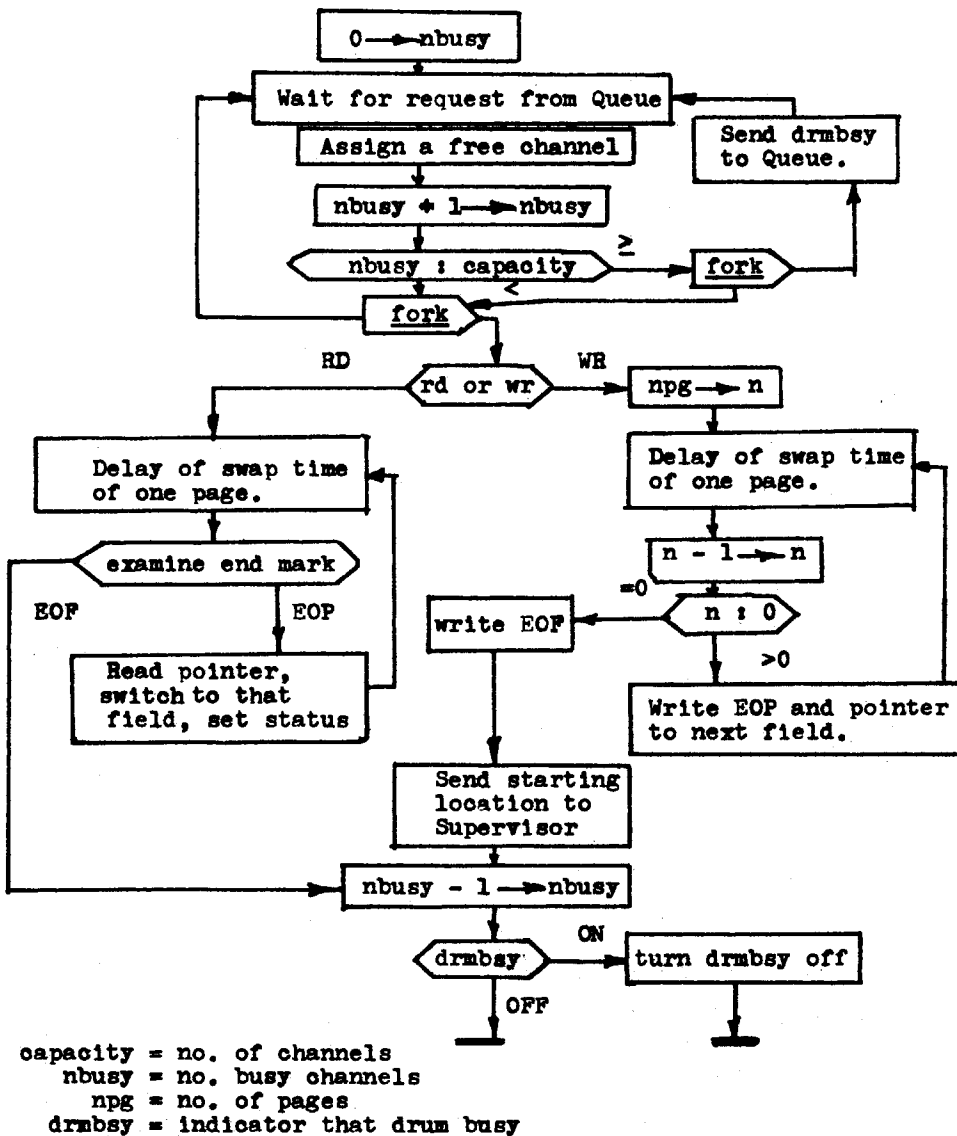 0 → nbusy
Wait for request from Queue
Assign a free channel
Send drmbsy
to Queue.
nbusy + 1 → nbusy
nbusy : capacity
≥
fork
<
fork
RD
rd or wr
WR
npg → n
Delay of swap time
of one page.
Delay of swap time
of one page.
n - 1 → n
examine end mark
=0
n : 0
EOF
EOP
write EOF
>0
Read pointer,
switch to that
field, set status
Write EOP and pointer
to next field.
Send starting
location to
Supervisor
nbusy - 1 → nbusy
drmbsy
ON
turn drmbsy off
OFF
capacity = no. of channels
nbusy = no. busy channels
npg = no. of pages
drmbsy = indicator that drum busy